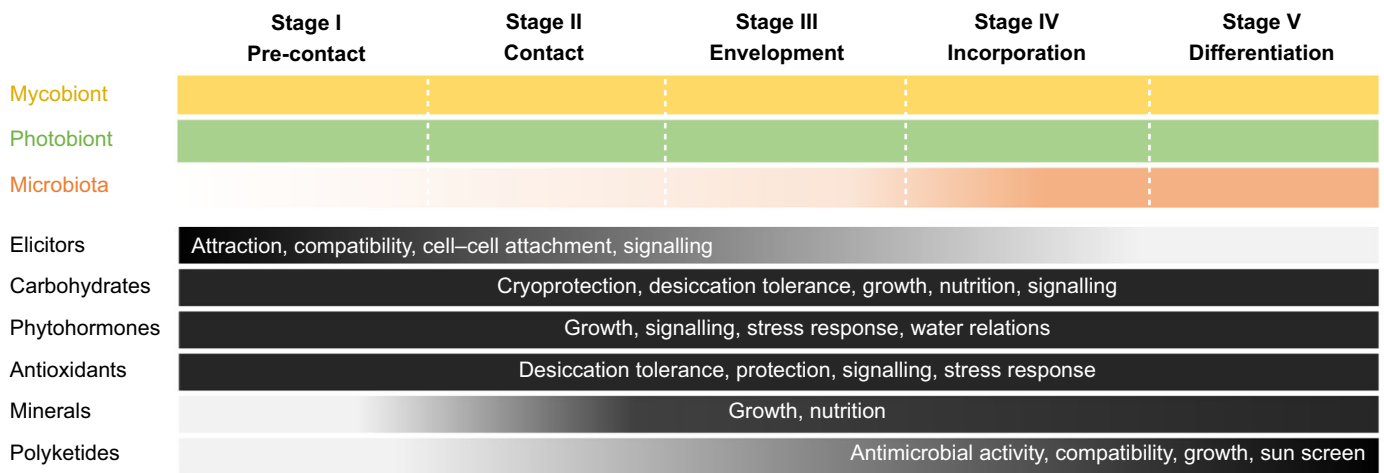 Stage I
Pre-contact
Stage II
Contact
Stage III
Envelopment
Stage IV
Incorporation
Stage V
Differentiation
Mycobiont
Photobiont
Microbiota
Elicitors
Attraction, compatibility, cell–cell attachment, signalling
Carbohydrates
Cryoprotection, desiccation tolerance, growth, nutrition, signalling
Phytohormones
Growth, signalling, stress response, water relations
Antioxidants
Desiccation tolerance, protection, signalling, stress response
Minerals
Growth, nutrition
Polyketides
Antimicrobial activity, compatibility, growth, sun screen